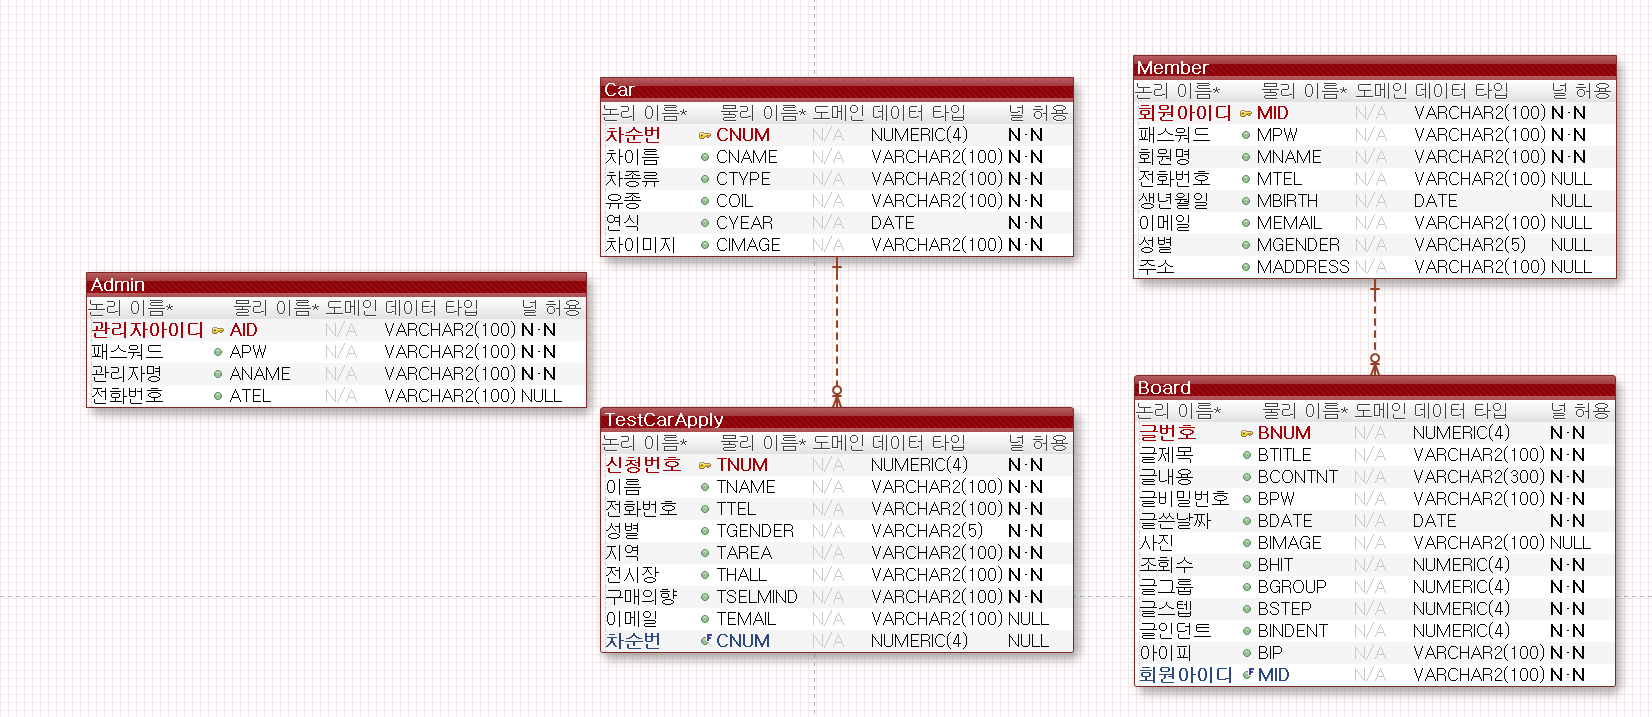 Car
논리 이름* 물리 이름* 도메인 데이터 타입 널 허용
차순번 CNUM N/A NUMERIC(4) N·N
차이름 CNAME N/A VARCHAR2(100) N·N
차종류 CTYPE N/A VARCHAR2(100) N·N
유종 COIL N/A VARCHAR2(100) N·N
연식 CYEAR N/A DATE N·N
차이미지 CIMAGE N/A VARCHAR2(100) N·N
Member
논리 이름* 물리 이름* 도메인 데이터 타입 널 허용
회원아이디 MID N/A VARCHAR2(100) N·N
패스워드 MPW N/A VARCHAR2(100) N·N
회원명 MNAME N/A VARCHAR2(100) N·N
전화번호 MTEL N/A VARCHAR2(100) NULL
생년월일 MBIRTH N/A DATE NULL
이메일 MEMAIL N/A VARCHAR2(100) NULL
성별 MGENDER N/A VARCHAR2(5) NULL
주소 MADDRESS N/A VARCHAR2(100) NULL
Admin
논리 이름* 물리 이름* 도메인 데이터 타입 널 허용
관리자아이디 AID N/A VARCHAR2(100) N·N
패스워드 APW N/A VARCHAR2(100) N·N
관리자명 ANAME N/A VARCHAR2(100) N·N
전화번호 ATEL N/A VARCHAR2(100) NULL
TestCarApply
논리 이름* 물리 이름* 도메인 데이터 타입 널 허용
신청번호 TNUM N/A NUMERIC(4) N·N
이름 TNAME N/A VARCHAR2(100) N·N
전화번호 TTEL N/A VARCHAR2(100) N·N
성별 TGENDER N/A VARCHAR2(5) N·N
지역 TAREA N/A VARCHAR2(100) N·N
전시장 THALL N/A VARCHAR2(100) N·N
구매의향 TSELMIND N/A VARCHAR2(100) N·N
이메일 TEMAIL N/A VARCHAR2(100) NULL
차순번 F CNUM N/A NUMERIC(4) NULL
Board
논리 이름* 물리 이름* 도메인 데이터 타입 널 허용
글번호 BNUM N/A NUMERIC(4) N·N
글제목 BTITLE N/A VARCHAR2(100) N·N
글내용 BCONTNT N/A VARCHAR2(300) N·N
글비밀번호 BPW N/A VARCHAR2(100) N·N
글쓴날짜 BDATE N/A DATE N·N
사진 BIMAGE N/A VARCHAR2(100) NULL
조회수 BHIT N/A NUMERIC(4) N·N
글그룹 BGROUP N/A NUMERIC(4) N·N
글스텝 BSTEP N/A NUMERIC(4) N·N
글인던트 BINDENT N/A NUMERIC(4) N·N
아이피 BIP N/A VARCHAR2(100) N·N
회원아이디 F MID N/A VARCHAR2(100) N·N